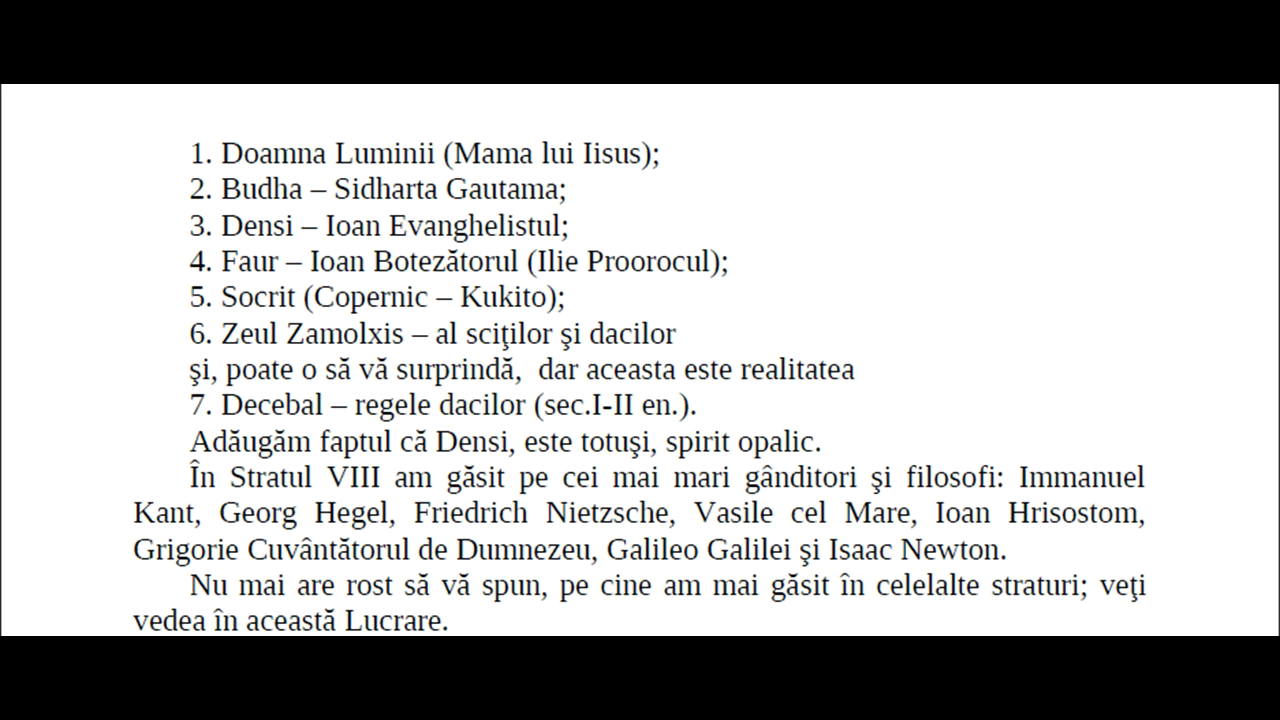 1. Doamna Luminii (Mama lui Iisus);
2. Budha – Sidharta Gautama;
3. Densi – Ioan Evanghelistul;
4. Faur – Ioan Botezătorul (Ilie Proorocul);
5. Socrit (Copernic – Kukito);
6. Zeul Zamolxis – al sciţilor şi dacilor
şi, poate o să vă surprindă,  dar aceasta este realitatea
7. Decebal – regele dacilor (sec.I-II en.).
Adăugăm faptul că Densi, este totuşi, spirit opalic.
În Stratul VIII am găsit pe cei mai mari gânditori şi filosofi: Immanuel
Kant, Georg Hegel, Friedrich Nietzsche, Vasile cel Mare, Ioan Hrisostom,
Grigorie Cuvântătorul de Dumnezeu, Galileo Galilei şi Isaac Newton.
Nu mai are rost să vă spun, pe cine am mai găsit în celelalte straturi; veţi
vedea în această Lucrare.